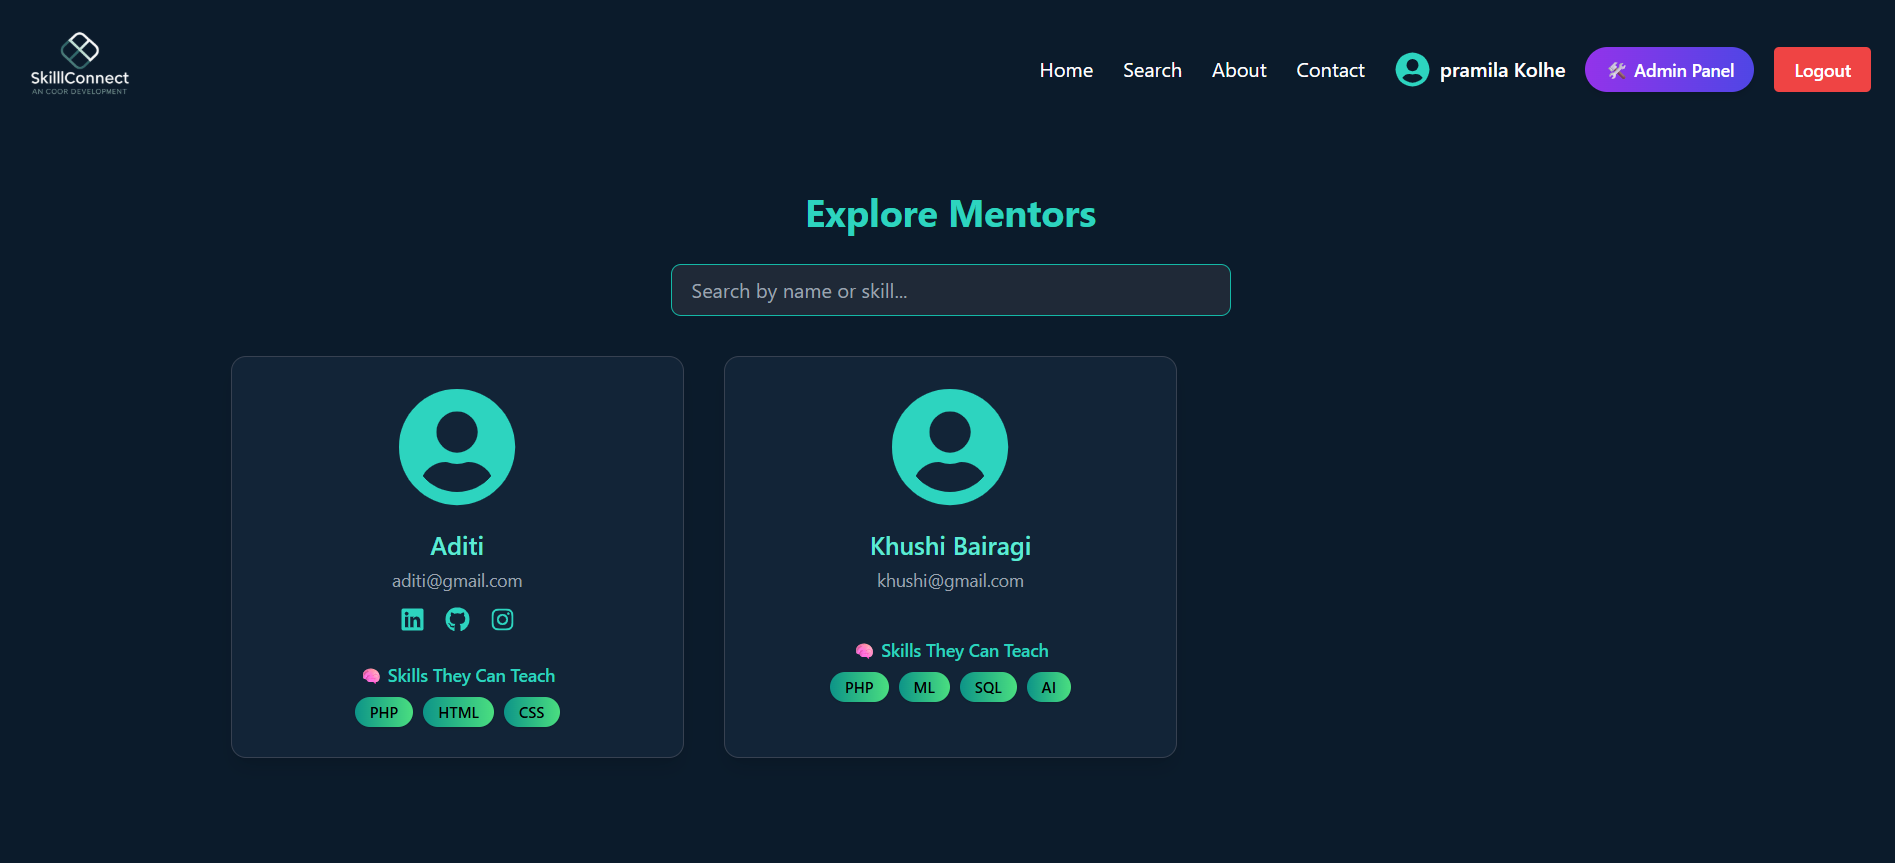 SkilllConnect
AN COOR DEVELOPMENT
Home Search About Contact pramila Kolhe 🛠 Admin Panel Logout
Explore Mentors
Search by name or skill...
Aditi
aditi@gmail.com
🧠 Skills They Can Teach
PHP HTML CSS
Khushi Bairagi
khushi@gmail.com
🧠 Skills They Can Teach
PHP ML SQL AI